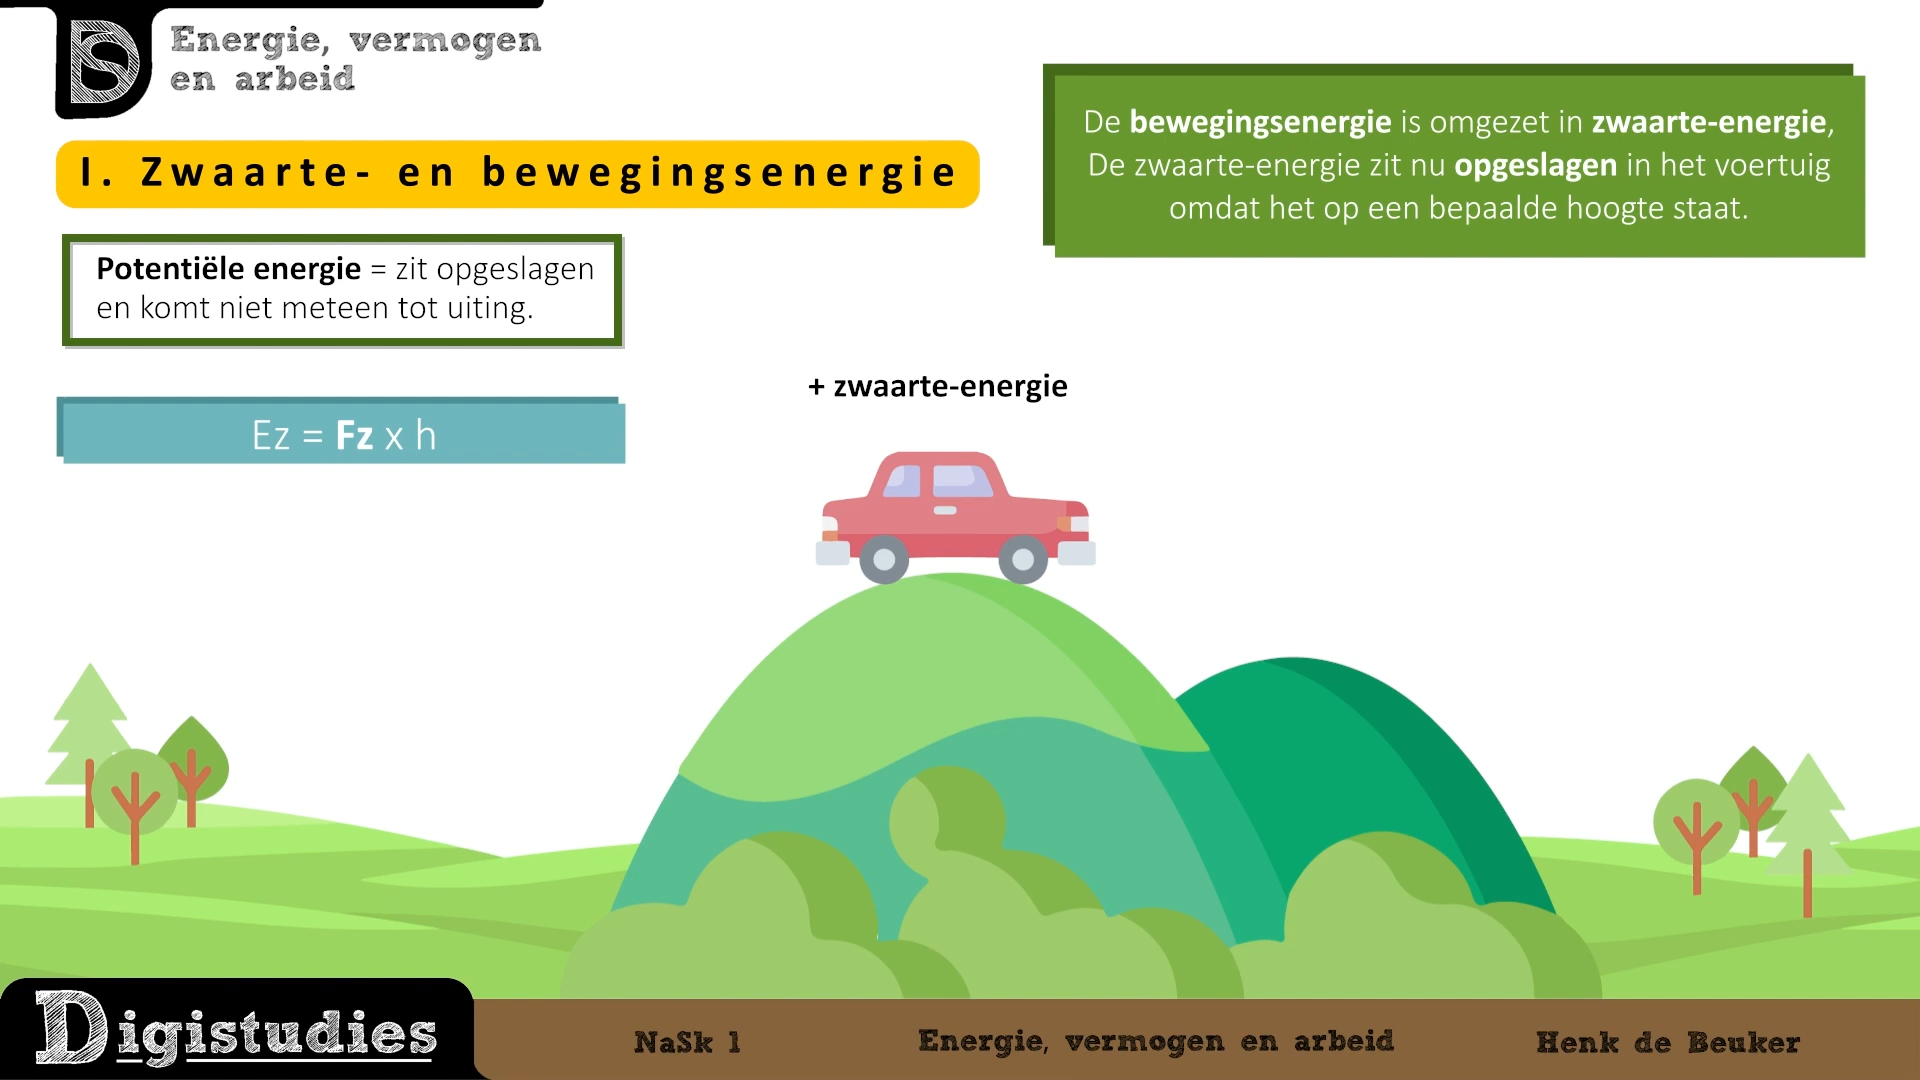 DS
Energie, vermogen
en arbeid
I. Zwaarte- en bewegingsenergie
De bewegingsenergie is omgezet in zwaarte-energie,
De zwaarte-energie zit nu opgeslagen in het voertuig
omdat het op een bepaalde hoogte staat.
Potentiële energie = zit opgeslagen
en komt niet meteen tot uiting.
+ zwaarte-energie
Ez = Fz x h
Digistudies
NaSk 1
Energie, vermogen en arbeid
Henk de Beuker